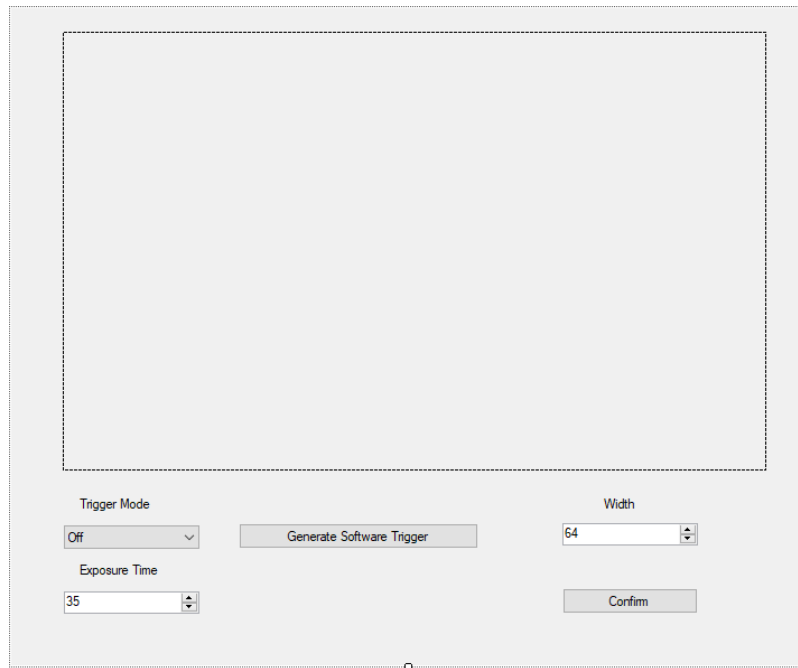 Trigger Mode
Width
Off
Generate Software Trigger
64
Exposure Time
35
Confirm